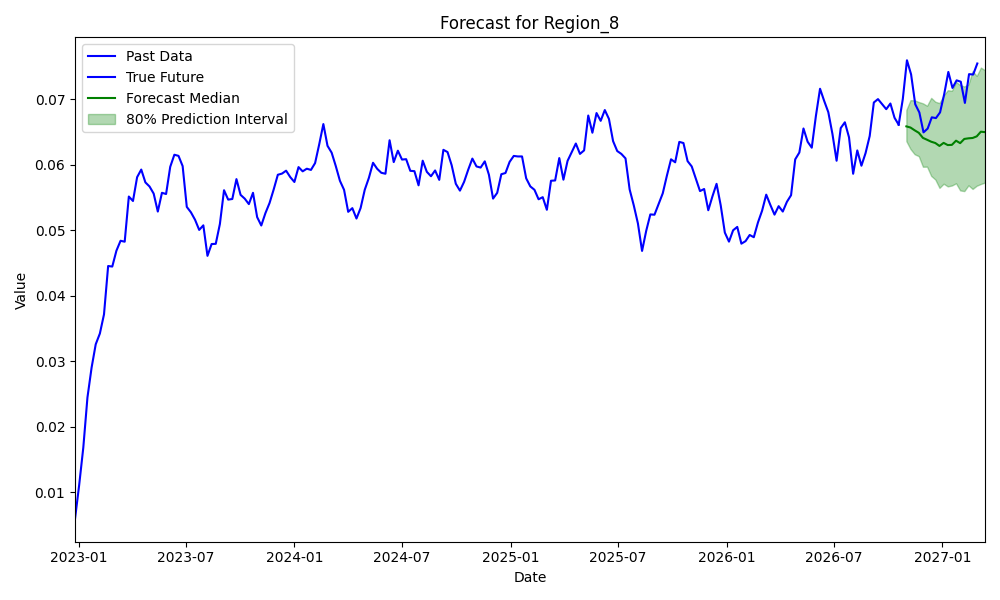 Forecast for Region_8
Past Data
True Future
Forecast Median
80% Prediction Interval
Value
0.07
0.06
0.05
0.04
0.03
0.02
0.01
2023-01 2023-07 2024-01 2024-07 2025-01 2025-07 2026-01 2026-07 2027-01
Date